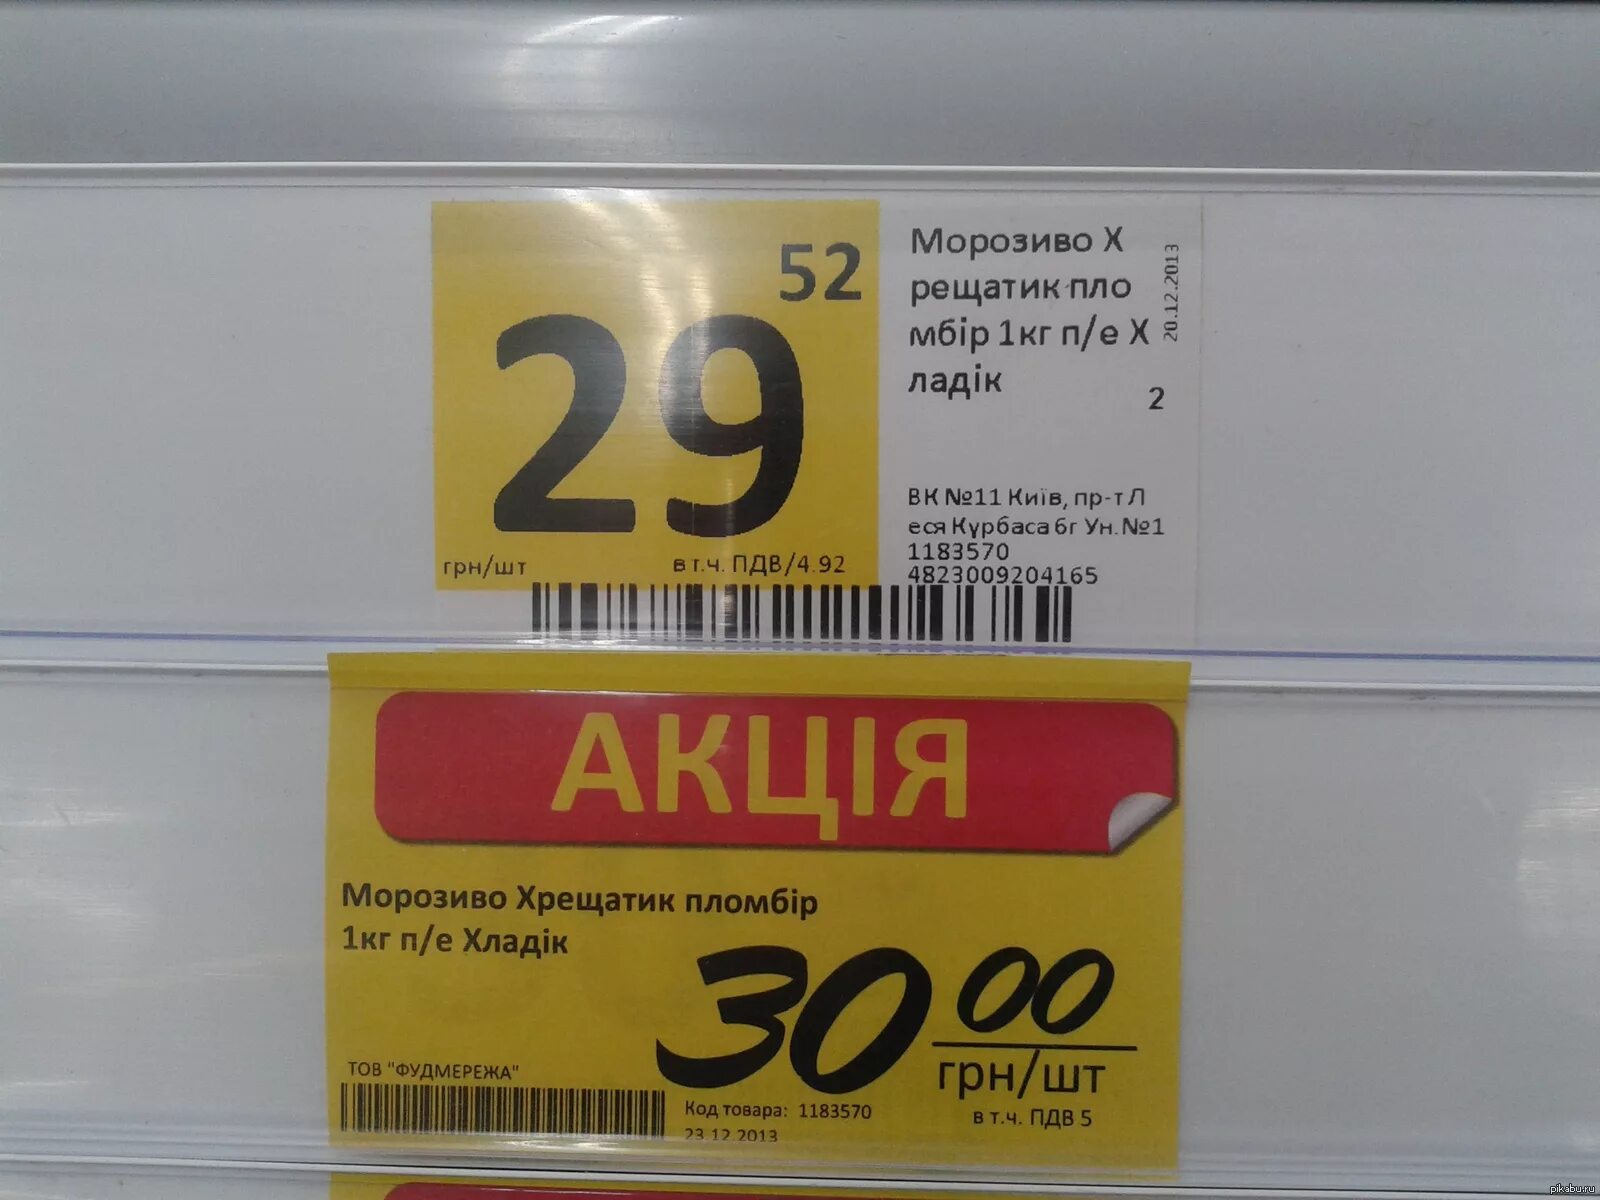 29 52
грн/шт
в т.ч. ПДВ/4.92
Морозиво Х
рещатик пло
мбір 1кг п/е Х
ладік
2
20.12.2013
ВК №11 Київ, пр-т Л
еся Курбаса 6г Ун.№1
1183570
4823009204165
АКЦІЯ
Морозиво Хрещатик пломбір
1кг п/е Хладік
30 00
грн/шт
в т.ч. ПДВ 5
ТОВ "ФУДМЕРЕЖА"
Код товара: 1183570
23.12.2013
pikabu.ru